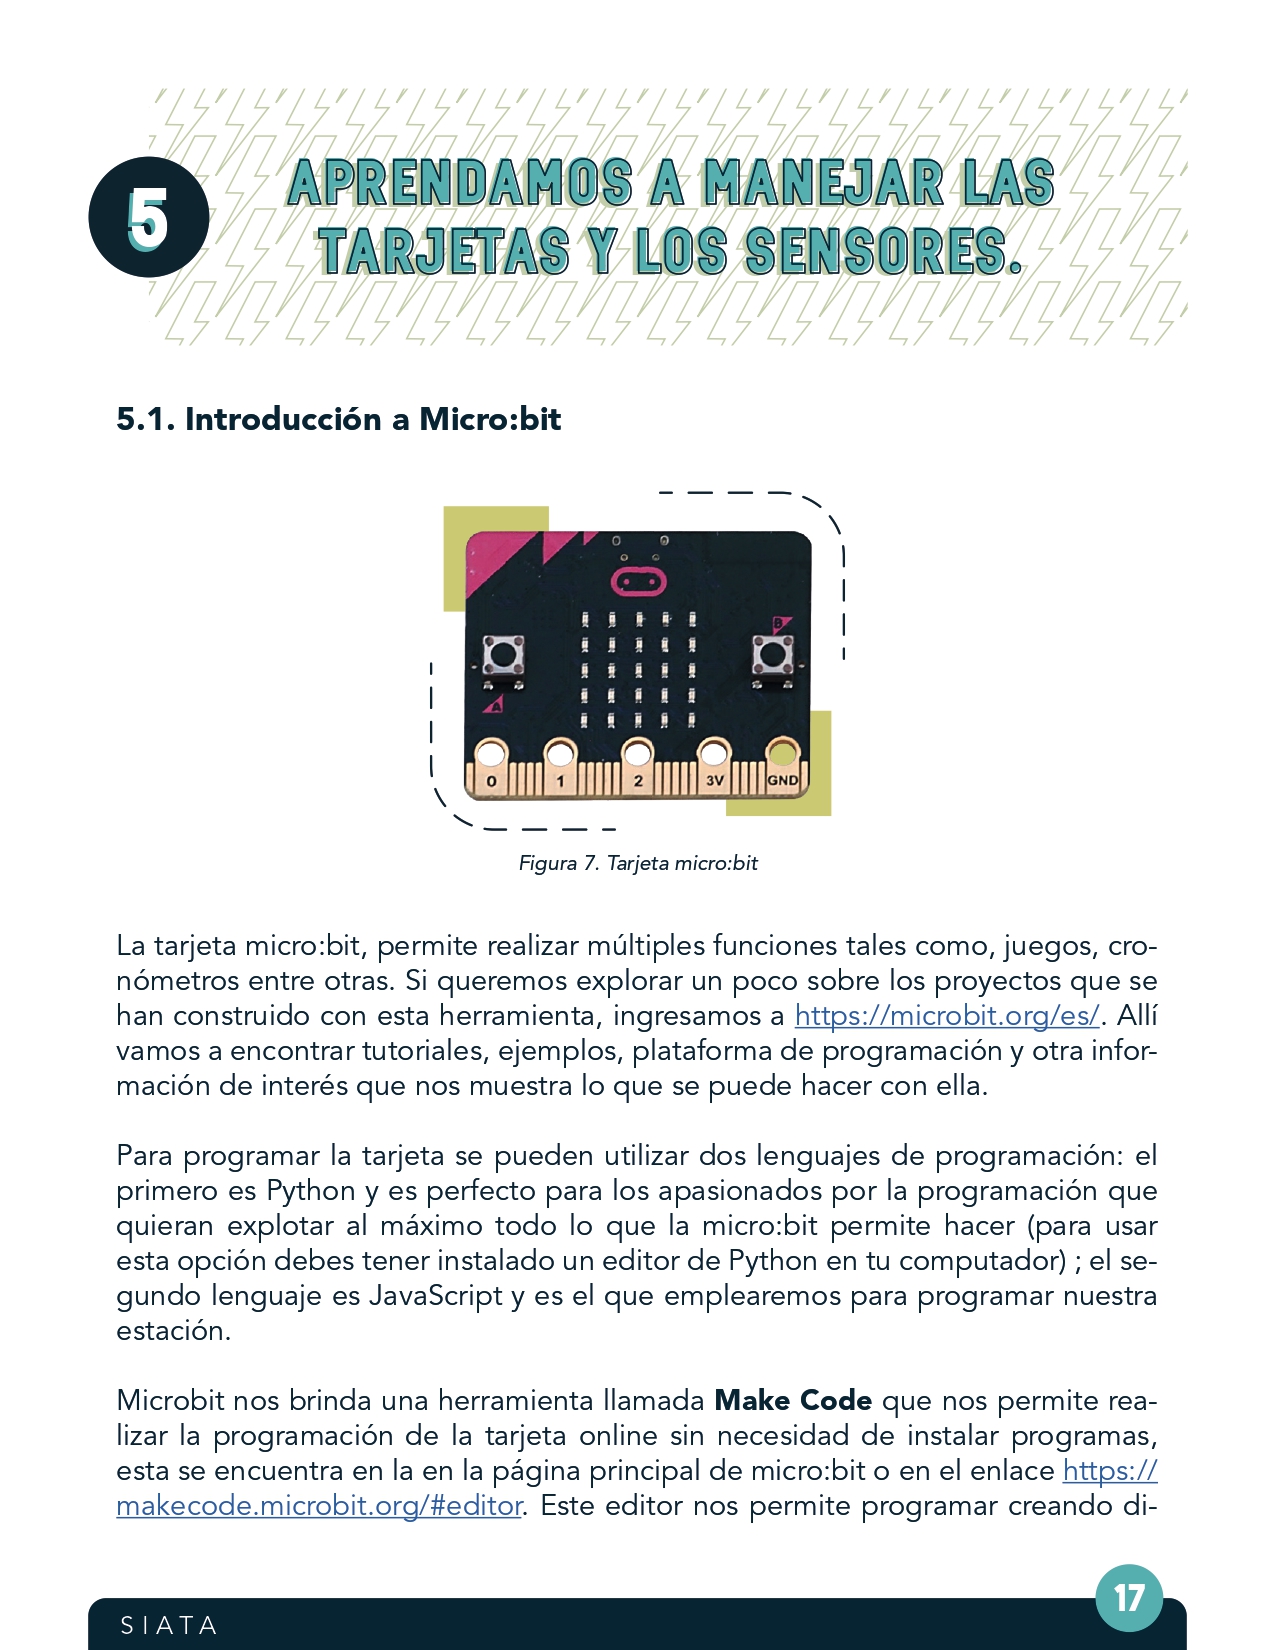 5
APRENDAMOS A MANEJAR LAS
TARJETAS Y LOS SENSORES.
5.1. Introducción a Micro:bit
B
A
0 1 2 3V GND
Figura 7. Tarjeta micro:bit
La tarjeta micro:bit, permite realizar múltiples funciones tales como, juegos, cro-
nómetros entre otras. Si queremos explorar un poco sobre los proyectos que se
han construido con esta herramienta, ingresamos a https://microbit.org/es/. Allí
vamos a encontrar tutoriales, ejemplos, plataforma de programación y otra infor-
mación de interés que nos muestra lo que se puede hacer con ella.
Para programar la tarjeta se pueden utilizar dos lenguajes de programación: el
primero es Python y es perfecto para los apasionados por la programación que
quieran explotar al máximo todo lo que la micro:bit permite hacer (para usar
esta opción debes tener instalado un editor de Python en tu computador) ; el se-
gundo lenguaje es JavaScript y es el que emplearemos para programar nuestra
estación.
Microbit nos brinda una herramienta llamada Make Code que nos permite rea-
lizar la programación de la tarjeta online sin necesidad de instalar programas,
esta se encuentra en la en la página principal de micro:bit o en el enlace https://
makecode.microbit.org/#editor. Este editor nos permite programar creando di-
17
SIATA